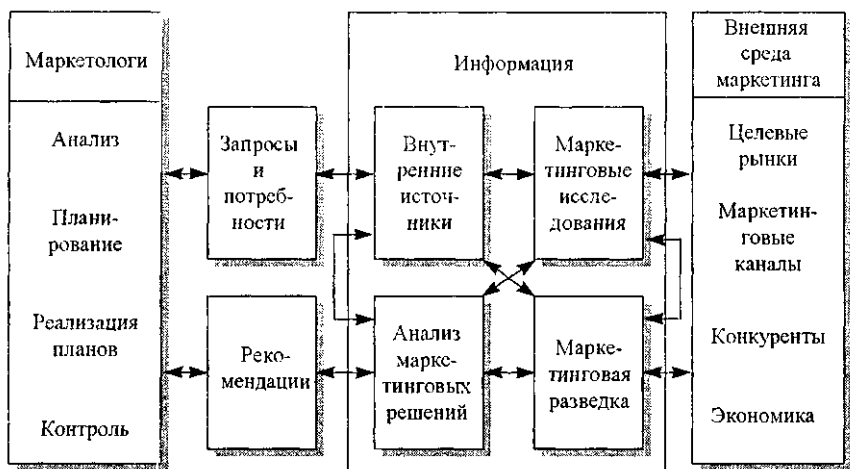 Маркетологи
Анализ
Плани-
рование
Реализация
планов
Контроль
Запросы
и
потреб-
ности
Реко-
мендации
Информация
Внут-
ренние
источ-
ники
Марке-
тинговые
иссле-
дования
Анализ
марке-
тинговых
решений
Марке-
тинговая
разведка
Внешняя
среда
маркетинга
Целевые
рынки
Маркетин-
говые
каналы
Конкуренты
Экономика